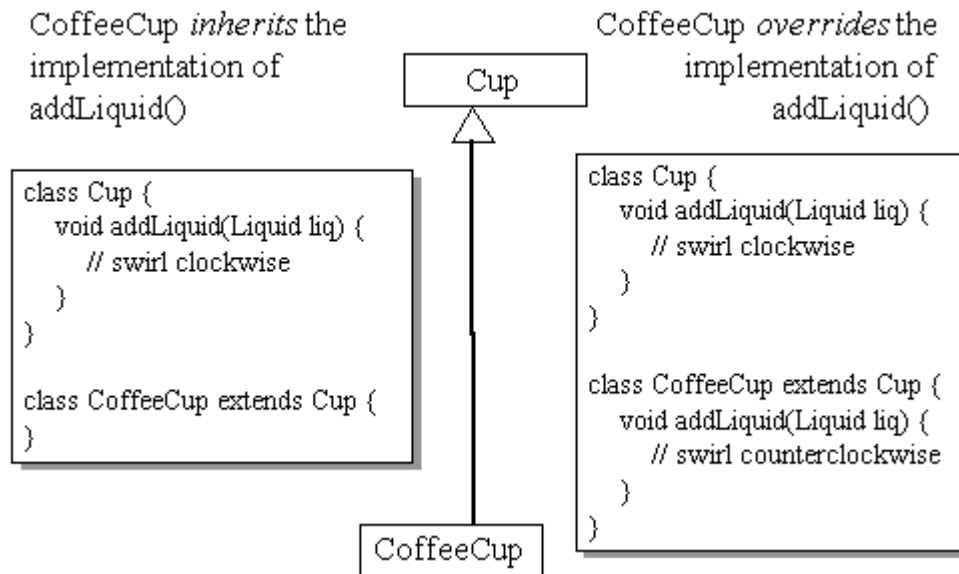 CoffeeCup inherits the
implementation of
addLiquid()
CoffeeCup overrides the
implementation of
addLiquid()
Cup
class Cup {
void addLiquid(Liquid liq) {
// swirl clockwise
}
}
class CoffeeCup extends Cup {
}
class Cup {
void addLiquid(Liquid liq) {
// swirl clockwise
}
}
class CoffeeCup extends Cup {
void addLiquid(Liquid liq) {
// swirl counterclockwise
}
}
CoffeeCup